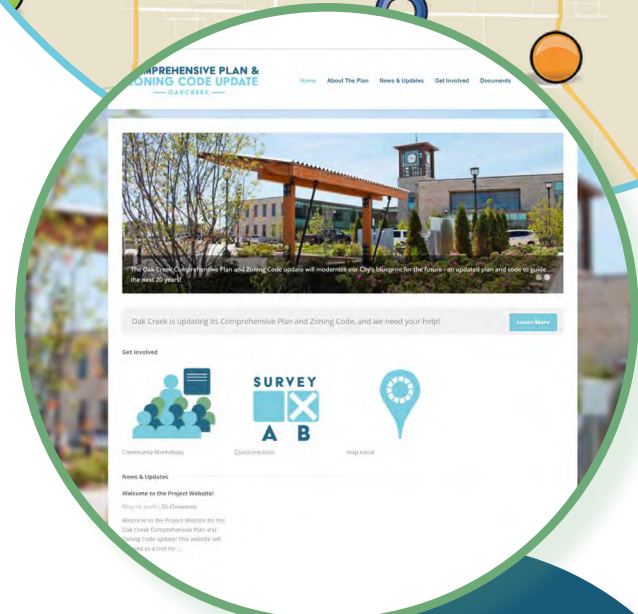 MPREHENSIVE PLAN &
ZONING CODE UPDATE
OAKCREEK
Home About The Plan News & Updates Get Involved Documents
The Oak Creek Comprehensive Plan and Zoning Code update will modernize our City's blueprint for the future - an updated plan and code to guide
the next 20 years!
Oak Creek is updating its Comprehensive Plan and Zoning Code, and we need your help!
Learn More
Get Involved
SURVEY
A B
Community Workshops
map.social
News & Updates
Welcome to the Project Website!
No Comments
Welcome to the Project Website for the
Oak Creek Comprehensive Plan and
Zoning Code update! This website will
as a tool for ...